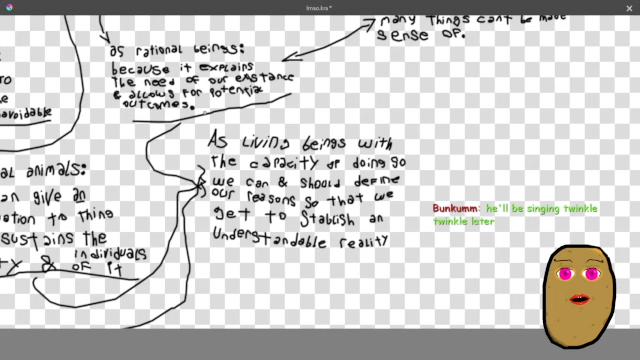 lmao.kra *
many things can't be made
sense of.
as rational beings:
because it explains
the need of our existance
& allows for potential
outcomes.
avoidable
As living beings with
the capacity of doing go
we can & should define
our reasons so that we
get to stablish an
understandable reality
al animals:
an give an
ation to thing
sustains the
ty & individuals
of it
Bunkumm: he'll be singing twinkle
twinkle later